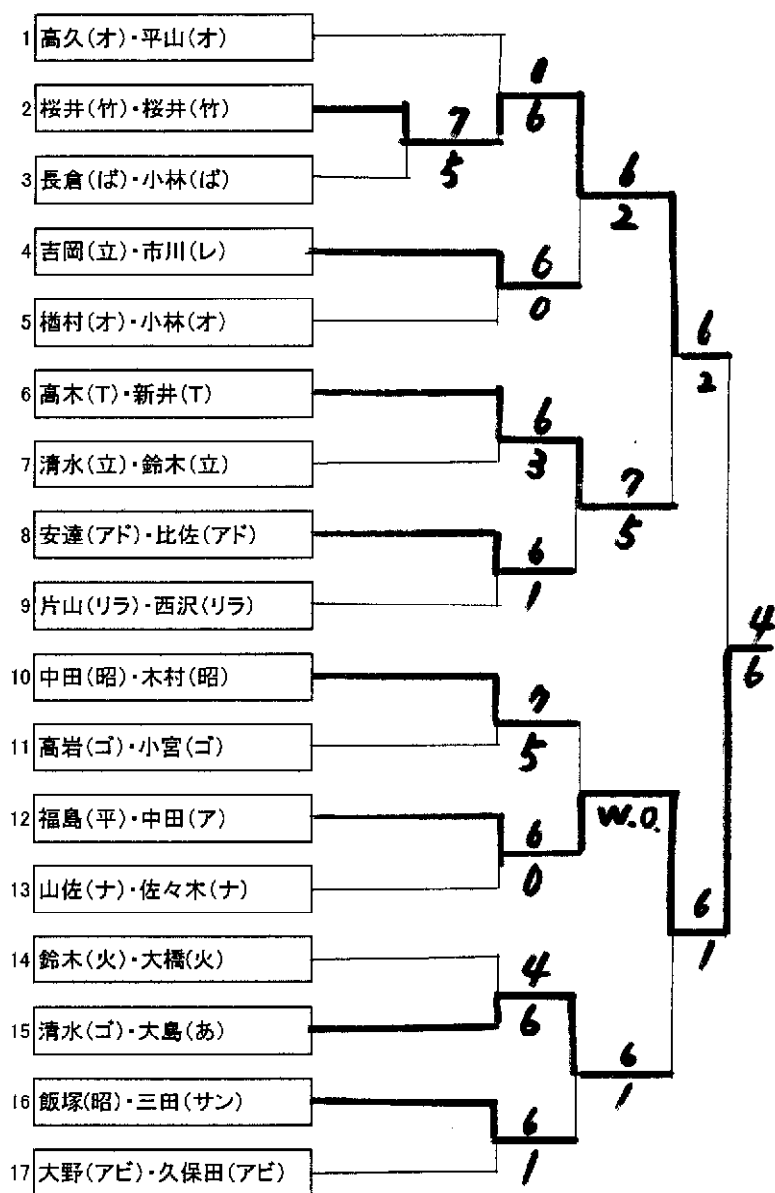 1 高久(オ)・平山(オ)
2 桜井(竹)・桜井(竹)
3 長倉(ば)・小林(ば)
4 吉岡(立)・市川(レ)
5 楢村(オ)・小林(オ)
6 高木(T)・新井(T)
7 清水(立)・鈴木(立)
8 安達(アド)・比佐(アド)
9 片山(リラ)・西沢(リラ)
10 中田(昭)・木村(昭)
11 高岩(ゴ)・小宮(ゴ)
12 福島(平)・中田(ア)
13 山佐(ナ)・佐々木(ナ)
14 鈴木(火)・大橋(火)
15 清水(ゴ)・大島(あ)
16 飯塚(昭)・三田(サン)
17 大野(アビ)・久保田(アビ)
7
5
6
6
0
6
3
6
1
7
5
6
0
4
6
6
1
6
2
7
5
W.O.
6
1
6
2
6
1
4
6